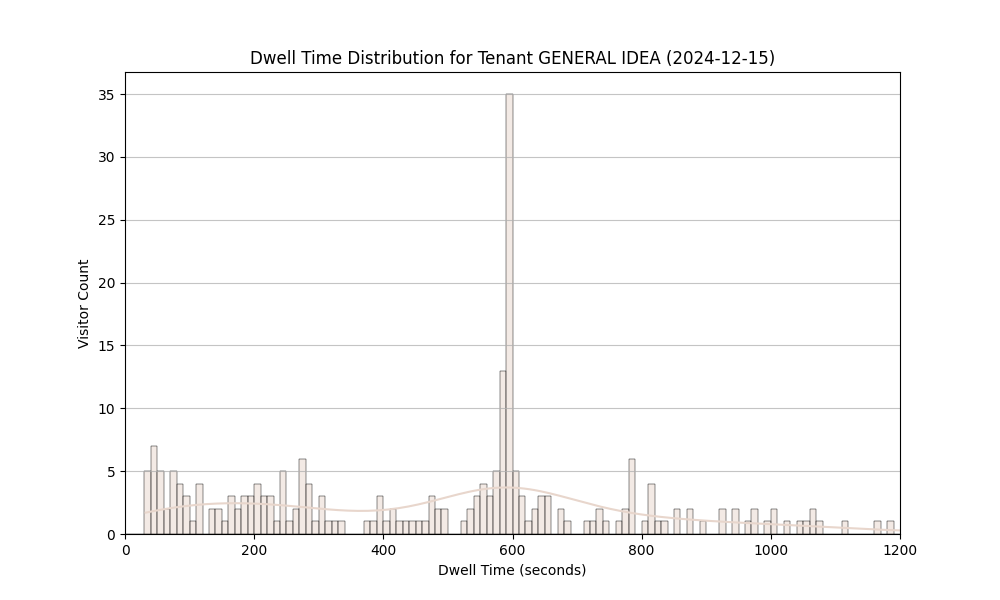 Dwell Time Distribution for Tenant GENERAL IDEA (2024-12-15)
35
30
25
20
15
10
5
0
Visitor Count
0 200 400 600 800 1000 1200
Dwell Time (seconds)